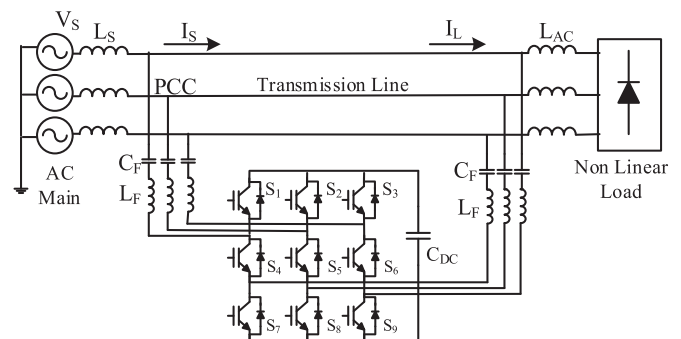 V_S
L_S
I_S
I_L
L_AC
PCC
Transmission Line
AC
Main
C_F
L_F
C_F
L_F
Non Linear
Load
S_1
S_2
S_3
S_4
S_5
S_6
C_DC
S_7
S_8
S_9